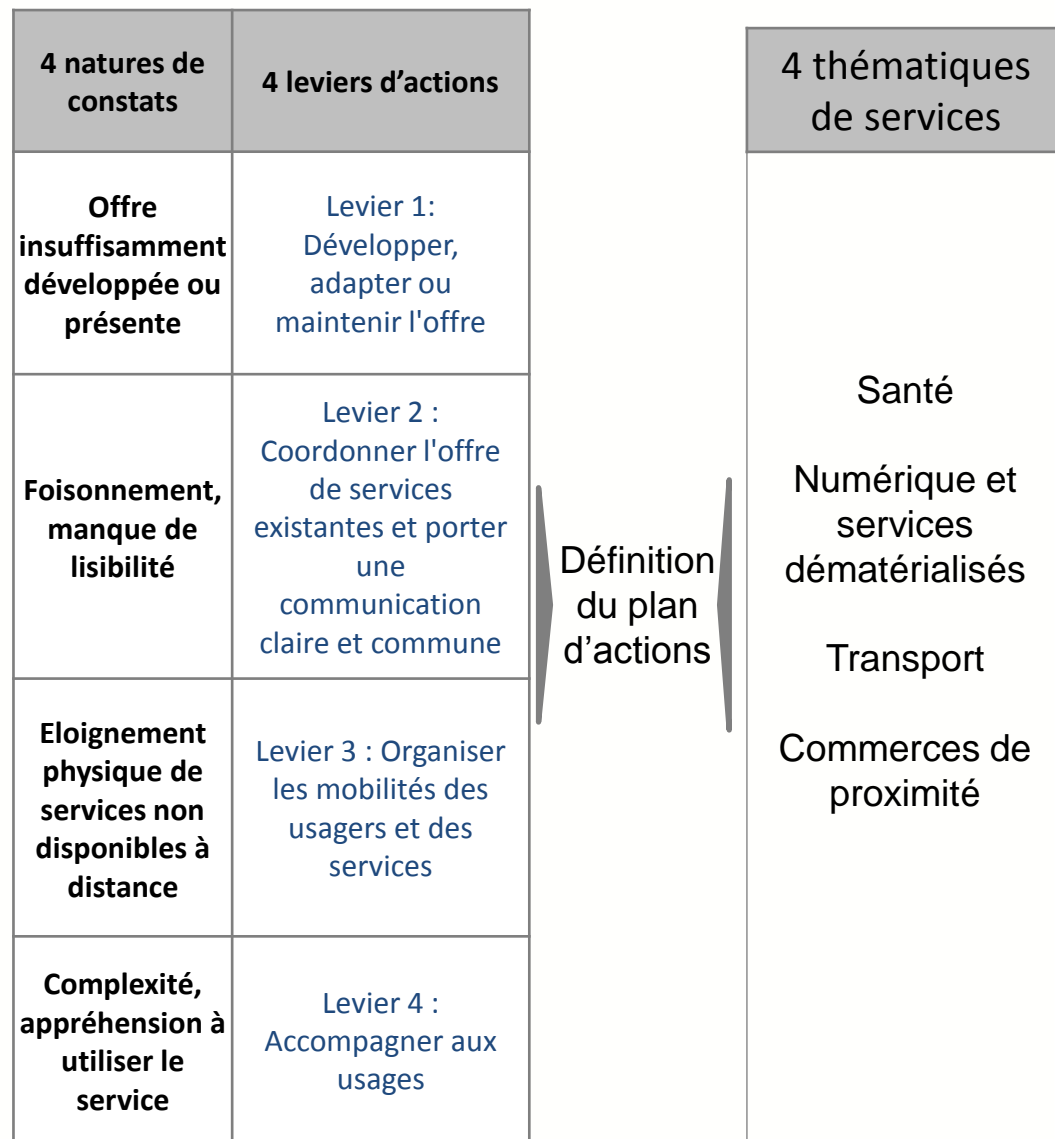 4 natures de
constats
4 leviers d’actions
Offre
insuffisamment
développée ou
présente
Levier 1:
Développer,
adapter ou
maintenir l'offre
Foisonnement,
manque de
lisibilité
Levier 2 :
Coordonner l'offre
de services
existantes et porter
une
communication
claire et commune
Eloignement
physique de
services non
disponibles à
distance
Levier 3 : Organiser
les mobilités des
usagers et des
services
Complexité,
appréhension à
utiliser le
service
Levier 4 :
Accompagner aux
usages
Définition
du plan
d’actions
4 thématiques
de services
Santé
Numérique et
services
dématérialisés
Transport
Commerces de
proximité